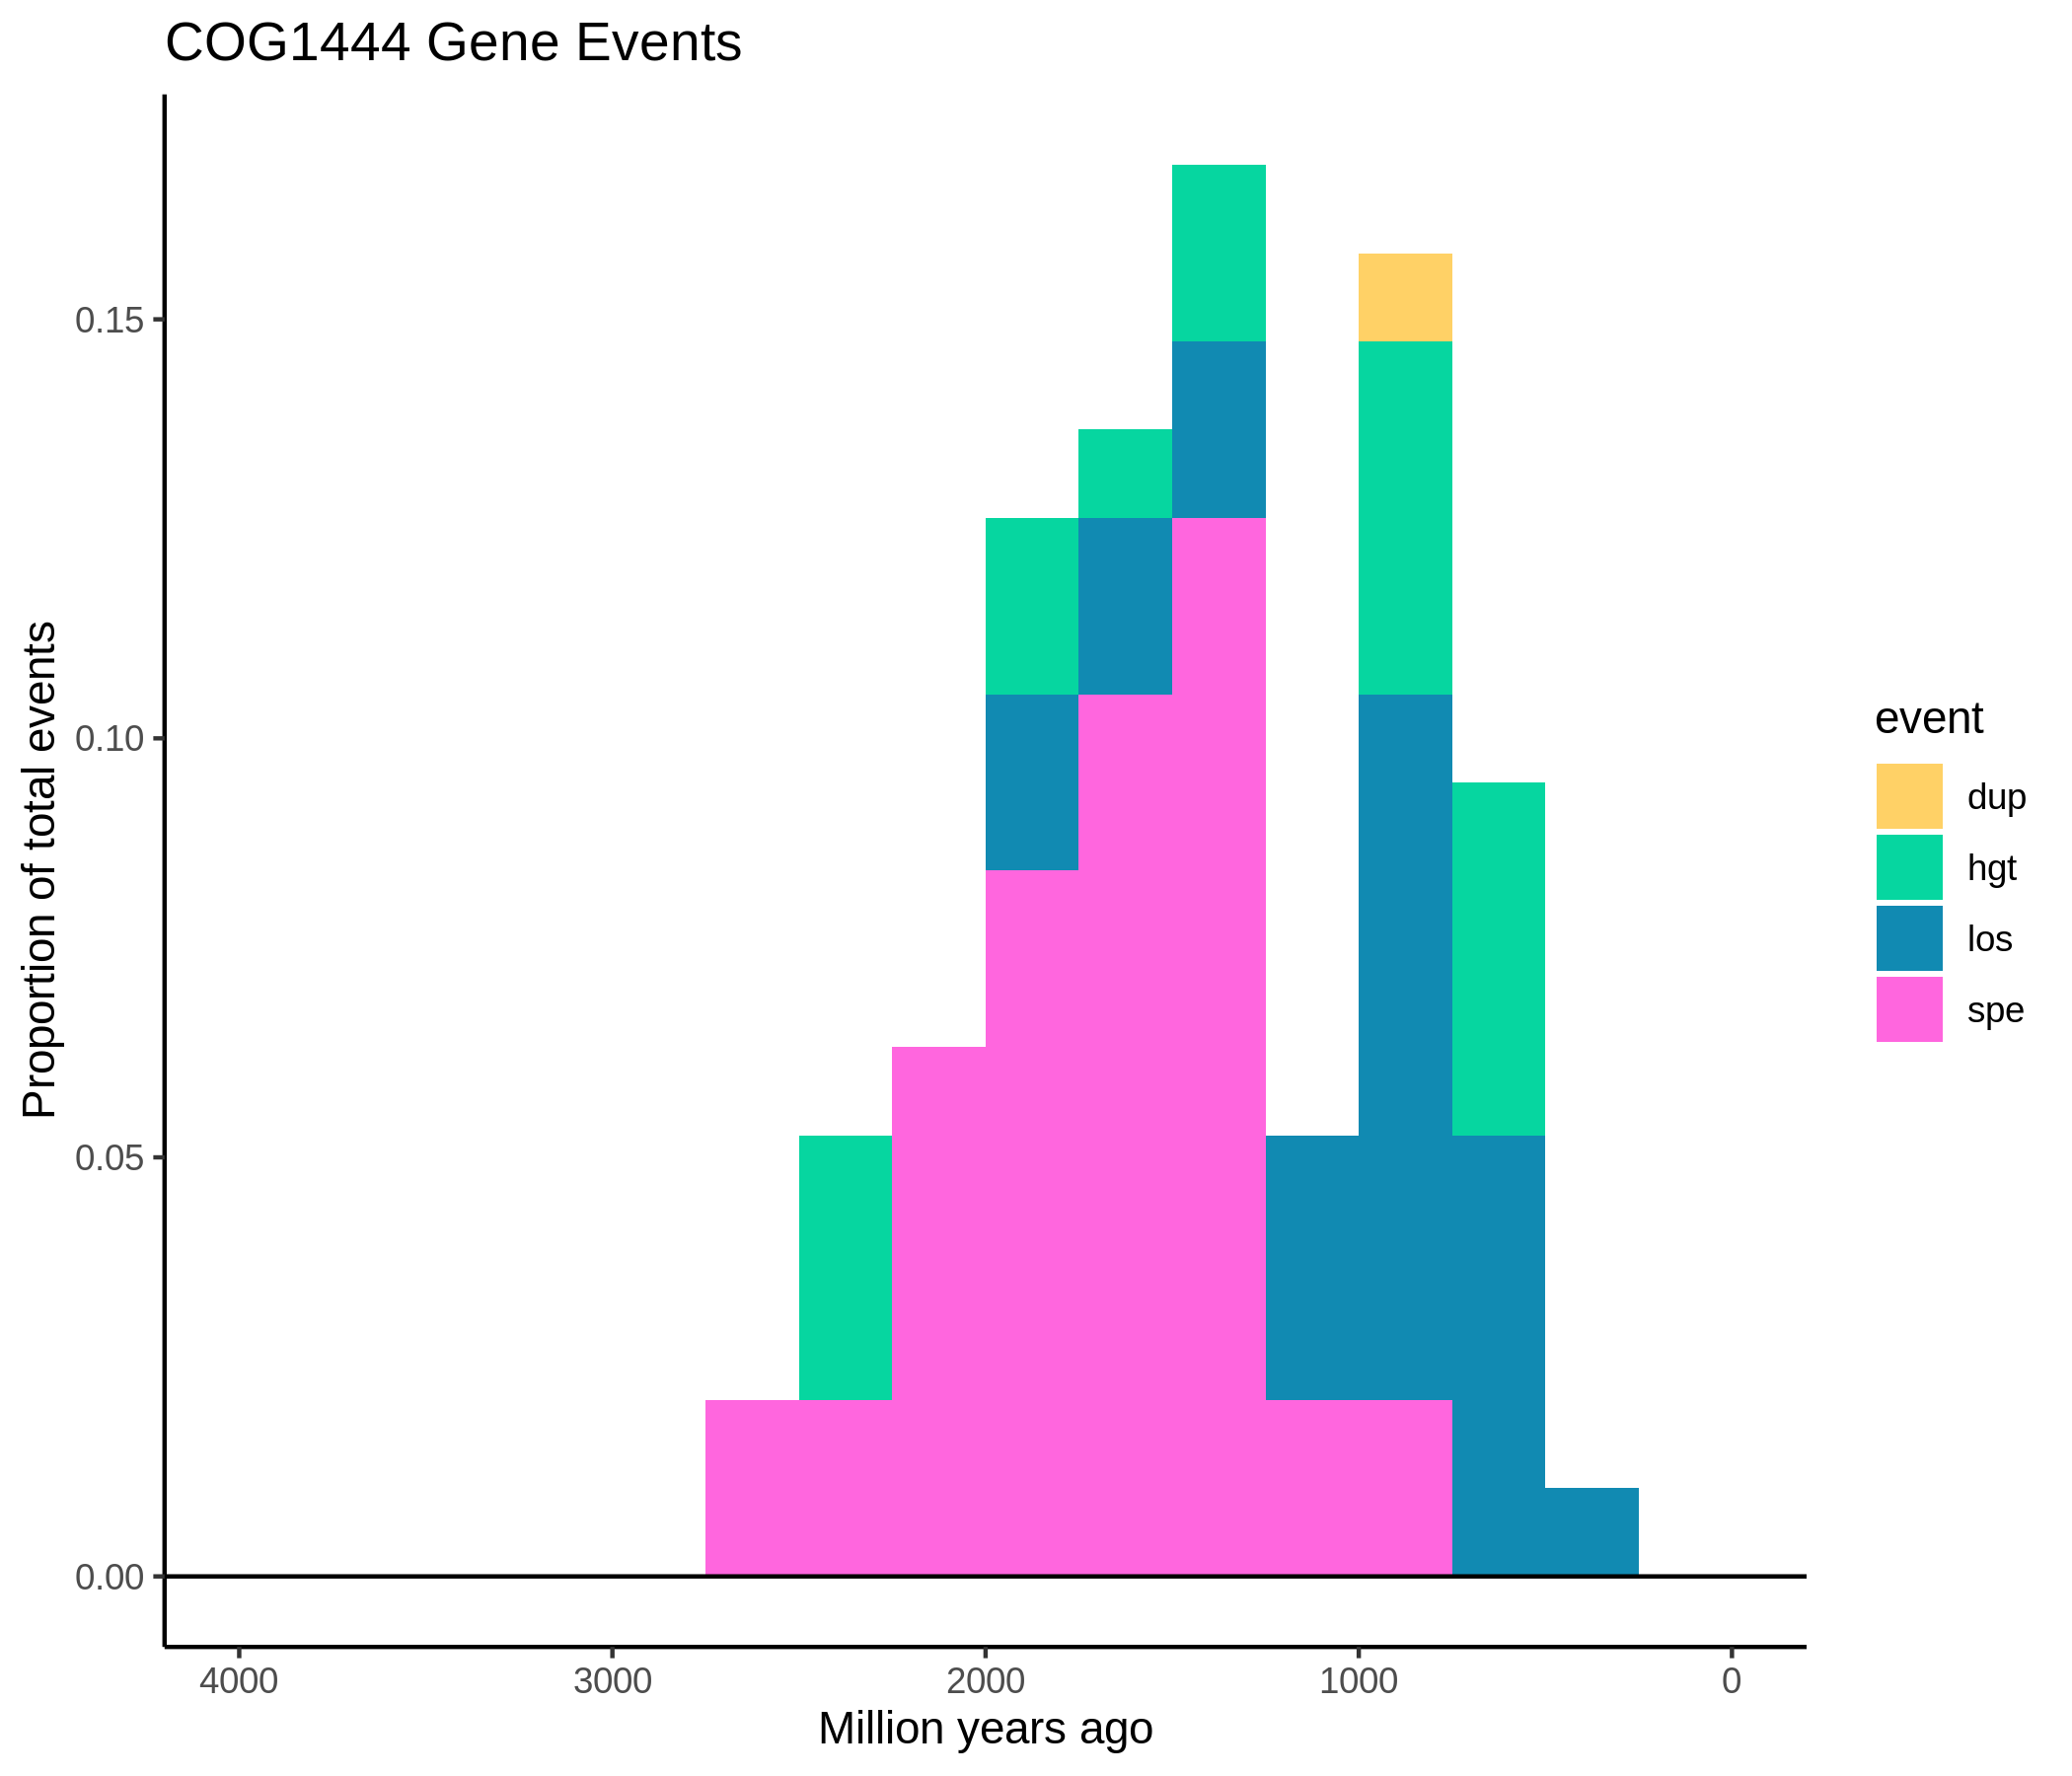 COG1444 Gene Events
Proportion of total events
0.15
0.10
0.05
0.00
4000 3000 2000 1000 0
Million years ago
event
dup
hgt
los
spe